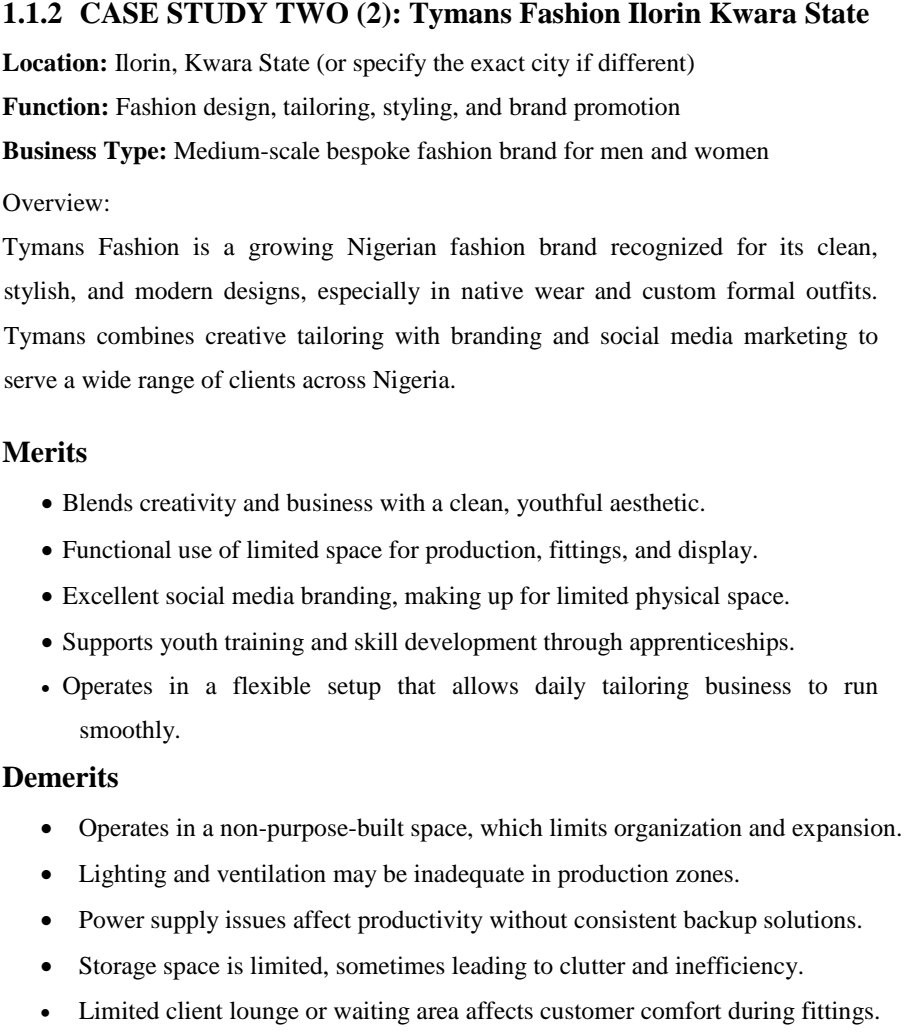 1.1.2 CASE STUDY TWO (2): Tymans Fashion Ilorin Kwara State
Location: Ilorin, Kwara State (or specify the exact city if different)
Function: Fashion design, tailoring, styling, and brand promotion
Business Type: Medium-scale bespoke fashion brand for men and women
Overview:
Tymans Fashion is a growing Nigerian fashion brand recognized for its clean,
stylish, and modern designs, especially in native wear and custom formal outfits.
Tymans combines creative tailoring with branding and social media marketing to
serve a wide range of clients across Nigeria.
Merits
• Blends creativity and business with a clean, youthful aesthetic.
• Functional use of limited space for production, fittings, and display.
• Excellent social media branding, making up for limited physical space.
• Supports youth training and skill development through apprenticeships.
• Operates in a flexible setup that allows daily tailoring business to run
smoothly.
Demerits
• Operates in a non-purpose-built space, which limits organization and expansion.
• Lighting and ventilation may be inadequate in production zones.
• Power supply issues affect productivity without consistent backup solutions.
• Storage space is limited, sometimes leading to clutter and inefficiency.
• Limited client lounge or waiting area affects customer comfort during fittings.